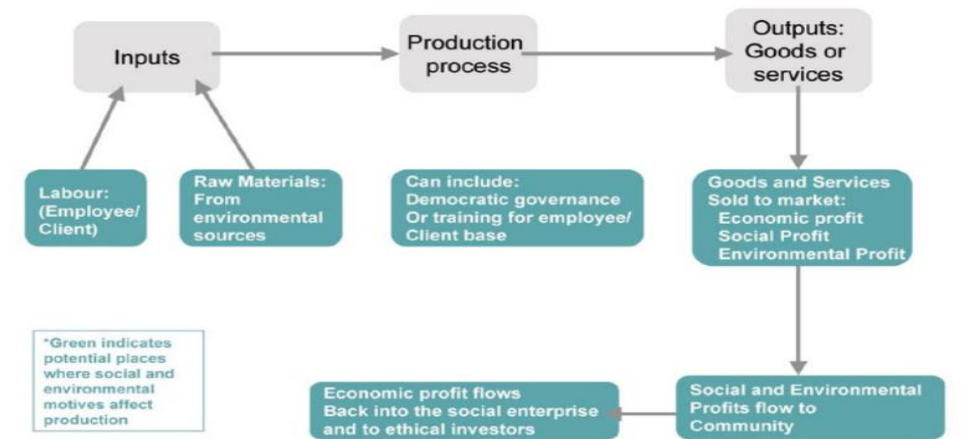 Inputs
Production
process
Outputs:
Goods or
services
Labour:
(Employee/
Client)
Raw Materials:
From
environmental
sources
Can include:
Democratic governance
Or training for employee/
Client base
Goods and Services
Sold to market:
Economic profit
Social Profit
Environmental Profit
*Green indicates
potential places
where social and
environmental
motives affect
production
Economic profit flows
Back into the social enterprise
and to ethical investors
Social and Environmental
Profits flow to
Community